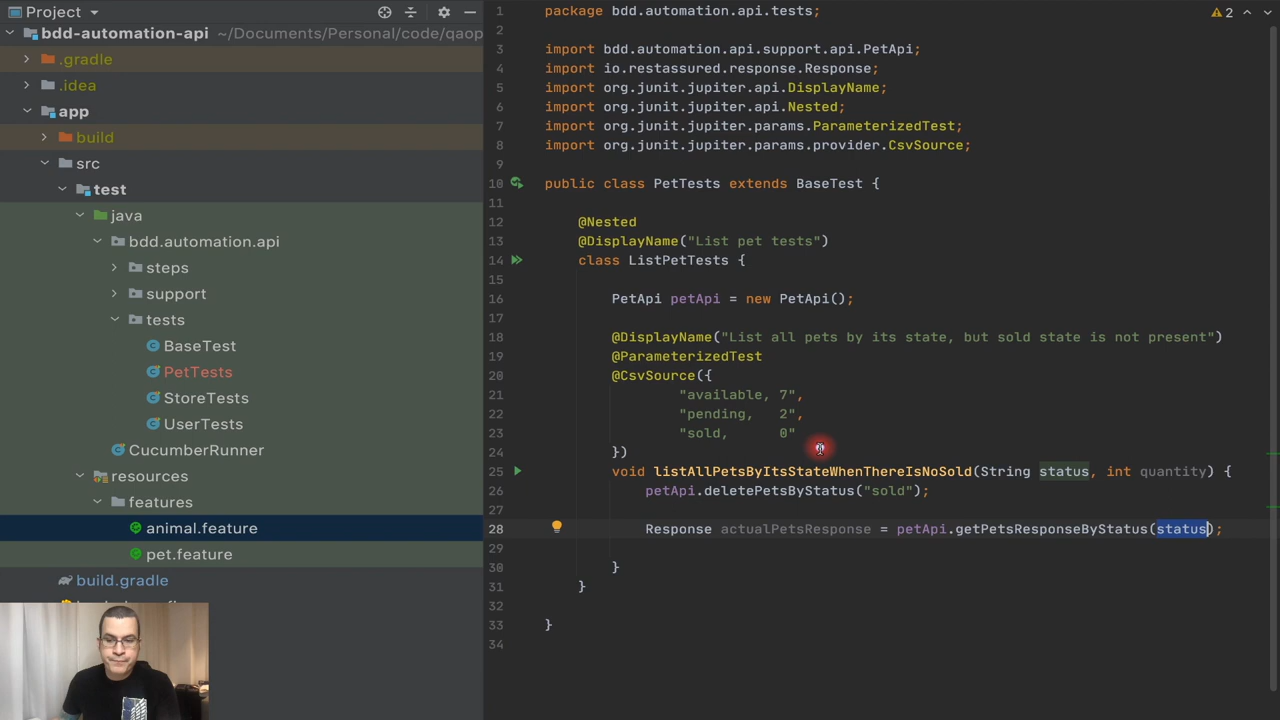 Project
bdd-automation-api ~/Documents/Personal/code/qaop
.gradle
.idea
app
build
src
test
java
bdd.automation.api
steps
support
tests
BaseTest
PetTests
StoreTests
UserTests
CucumberRunner
resources
features
animal.feature
pet.feature
build.gradle
2
1 package bdd.automation.api.tests;
2
3 import bdd.automation.api.support.api.PetApi;
4 import io.restassured.response.Response;
5 import org.junit.jupiter.api.DisplayName;
6 import org.junit.jupiter.api.Nested;
7 import org.junit.jupiter.params.ParameterizedTest;
8 import org.junit.jupiter.params.provider.CsvSource;
9
10 public class PetTests extends BaseTest {
11
12 @Nested
13 @DisplayName("List pet tests")
14 class ListPetTests {
15
16 PetApi petApi = new PetApi();
17
18 @DisplayName("List all pets by its state, but sold state is not present")
19 @ParameterizedTest
20 @CsvSource({
21 "available, 7",
22 "pending, 2",
23 "sold, 0"
24 })
25 void listAllPetsByItsStateWhenThereIsNoSold(String status, int quantity) {
26 petApi.deletePetsByStatus("sold");
27
28 Response actualPetsResponse = petApi.getPetsResponseByStatus(status);
29
30 }
31 }
32
33 }
34